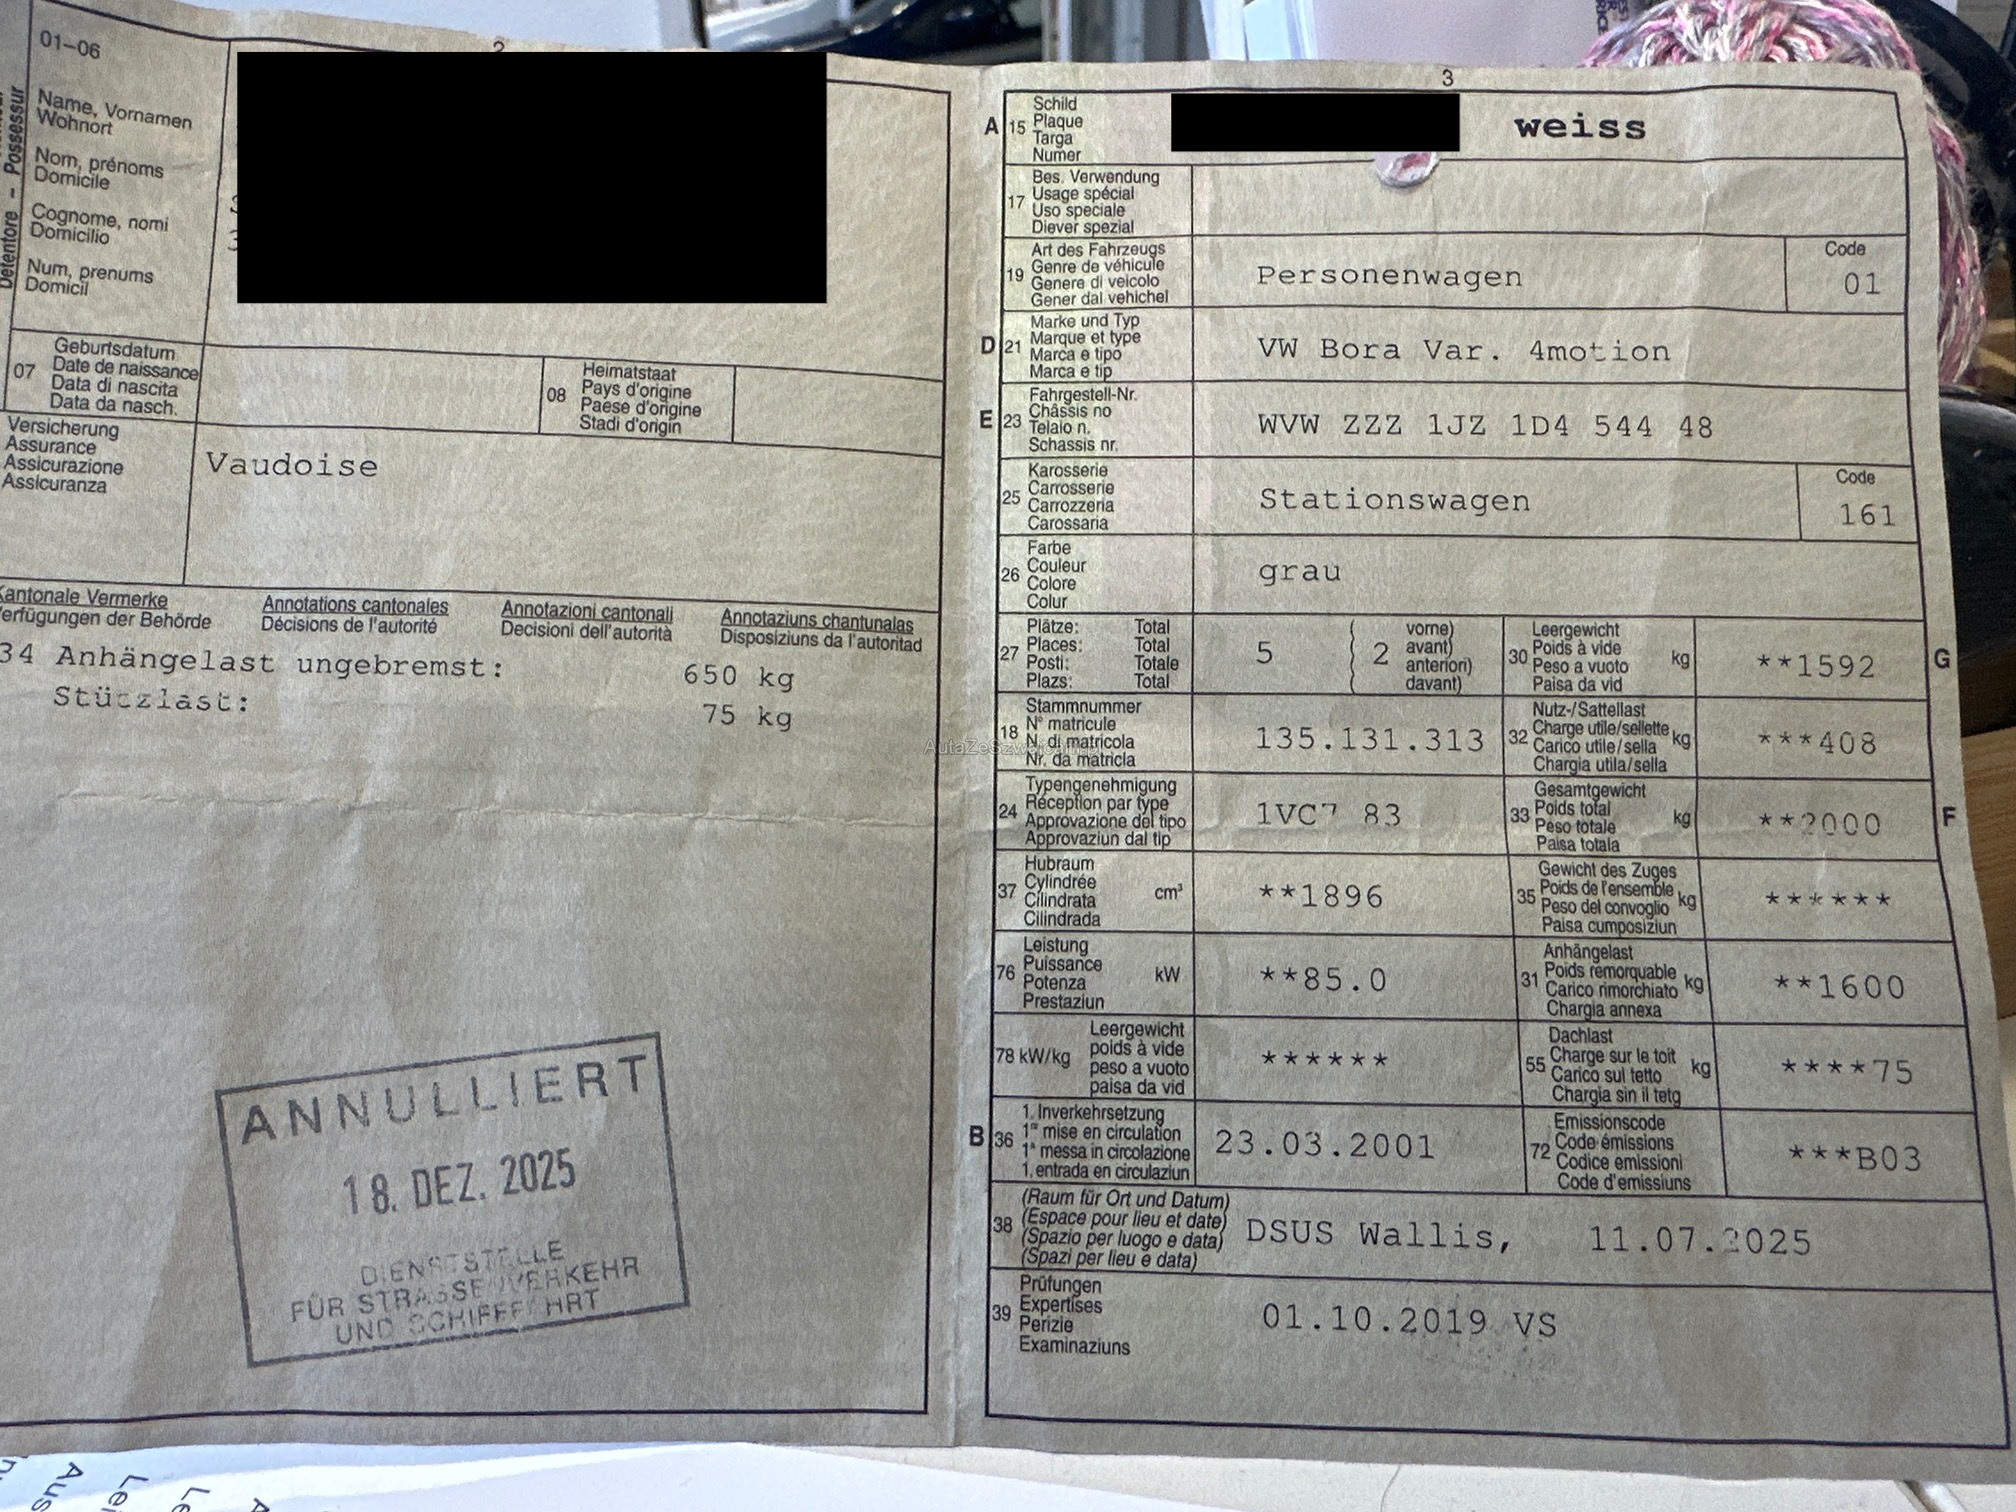 2
01–06
Name, Vornamen
Wohnort
Nom, prénoms
Domicile
Cognome, nomi
Domicilio
Num, prenums
Domicil
Detentore – Possessur
07
Geburtsdatum
Date de naissance
Data di nascita
Data da nasch.
08
Heimatstaat
Pays d'origine
Paese d'origine
Stadi d'origin
Versicherung
Assurance
Assicurazione
Assicuranza
Vaudoise
Kantonale Vermerke Annotations cantonales Annotazioni cantonali Annotaziuns chantunalas
Verfügungen der Behörde Décisions de l'autorité Decisioni dell'autorità Disposiziuns da l'autoritad
34 Anhängelast ungebremst: 650 kg
Stützlast: 75 kg
ANNULLIERT
18. DEZ. 2025
DIENSTSTELLE
FÜR STRASSENVERKEHR
UND SCHIFFFAHRT
3
A 15
Schild
Plaque
Targa
Numer
weiss
17
Bes. Verwendung
Usage spécial
Uso speciale
Diever spezial
19
Art des Fahrzeugs
Genre de véhicule
Genere di veicolo
Gener dal vehichel
Personenwagen
Code
01
D 21
Marke und Typ
Marque et type
Marca e tipo
Marca e tip
VW Bora Var. 4motion
E 23
Fahrgestell-Nr.
Châssis no
Telaio n.
Schassis nr.
WVW ZZZ 1JZ 1D4 544 48
25
Karosserie
Carrosserie
Carrozzeria
Carossaria
Stationswagen
Code
161
26
Farbe
Couleur
Colore
Colur
grau
27
Plätze: Total
Places: Total
Posti: Totale
Plazs: Total
5 ( 2
vorne)
avant)
anteriori)
davant)
30
Leergewicht
Poids à vide
Peso a vuoto
Paisa da vid
kg
**1592
G
18
Stammnummer
N° matricule
N. di matricola
Nr. da matricla
135.131.313
32
Nutz-/Sattellast
Charge utile/sellette
Carico utile/sella
Chargia utila/sella
kg
***408
24
Typengenehmigung
Réception par type
Approvazione del tipo
Approvaziun dal tip
1VC7 83
33
Gesamtgewicht
Poids total
Peso totale
Paisa totala
kg
**2000
F
37
Hubraum
Cylindrée
Cilindrata
Cilindrada
cm³
**1896
35
Gewicht des Zuges
Poids de l'ensemble
Peso del convoglio
Paisa cumposiziun
kg
******
76
Leistung
Puissance
Potenza
Prestaziun
kW
**85.0
31
Anhängelast
Poids remorquable
Carico rimorchiato
Chargia annexa
kg
**1600
78 kW/kg
Leergewicht
poids à vide
peso a vuoto
paisa da vid
******
55
Dachlast
Charge sur le toit
Carico sul tetto
Chargia sin il tetg
kg
****75
B 36
1. Inverkehrsetzung
1re mise en circulation
1a messa in circolazione
1. entrada en circulaziun
23.03.2001
72
Emissionscode
Code émissions
Codice emissioni
Code d'emissiuns
***B03
38
(Raum für Ort und Datum)
(Espace pour lieu et date)
(Spazio per luogo e data)
(Spazi per lieu e data)
DSUS Wallis, 11.07.2025
39
Prüfungen
Expertises
Perizie
Examinaziuns
01.10.2019 VS